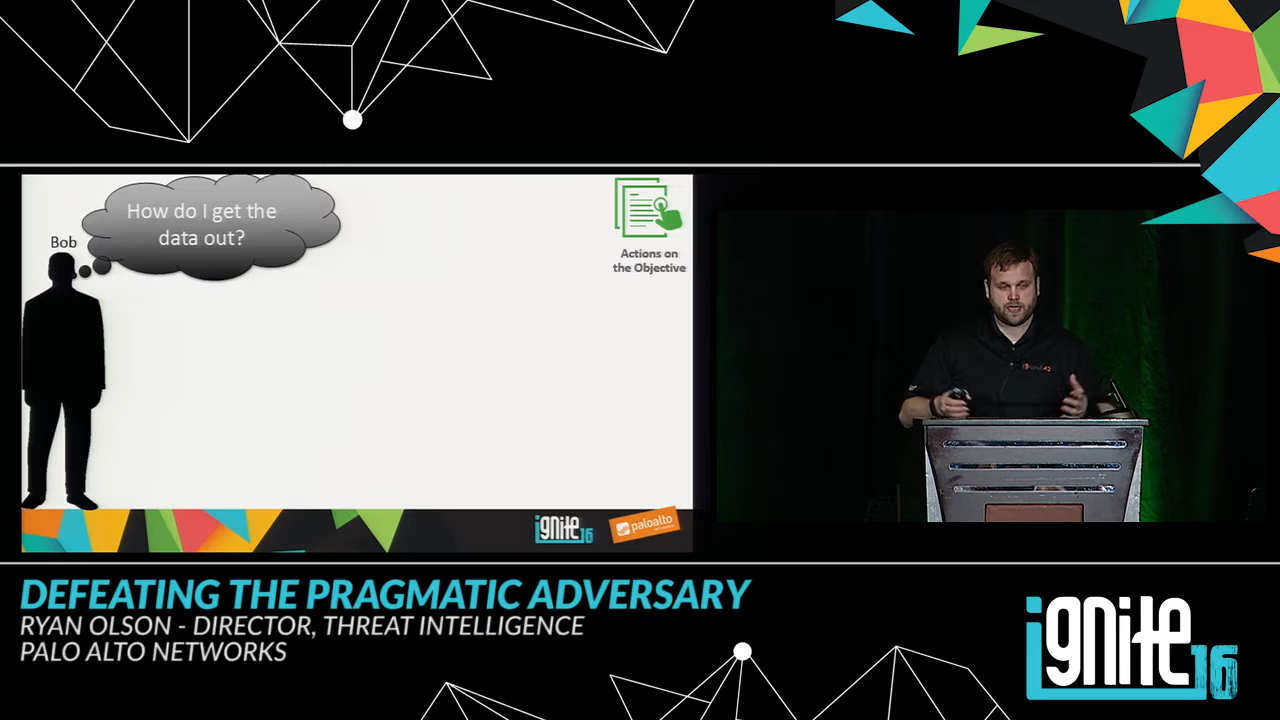 How do I get the
data out?
Bob
Actions on
the Objective
ignite16
paloalto
DEFEATING THE PRAGMATIC ADVERSARY
RYAN OLSON - DIRECTOR, THREAT INTELLIGENCE
PALO ALTO NETWORKS
ignite16